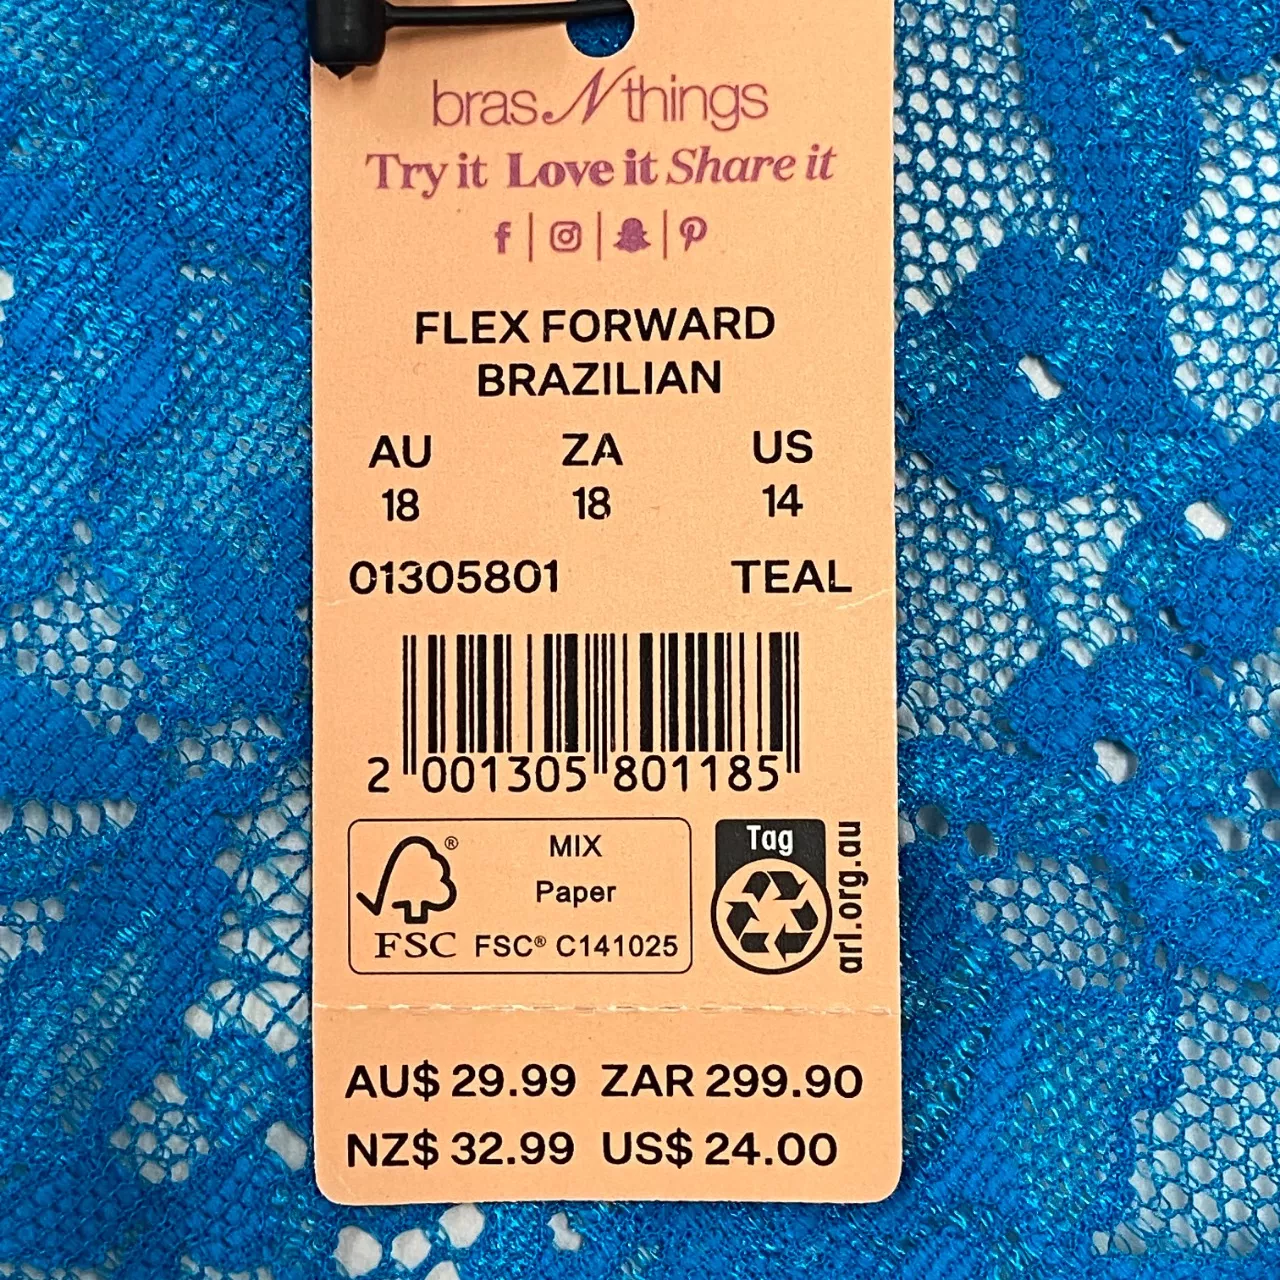 bras N things
Try it Love it Share it
FLEX FORWARD
BRAZILIAN
AU ZA US
18 18 14
01305801 TEAL
2 001305 801185
MIX
Paper
FSC® C141025
® FSC
Tag
arl.org.au
AU$ 29.99 ZAR 299.90
NZ$ 32.99 US$ 24.00